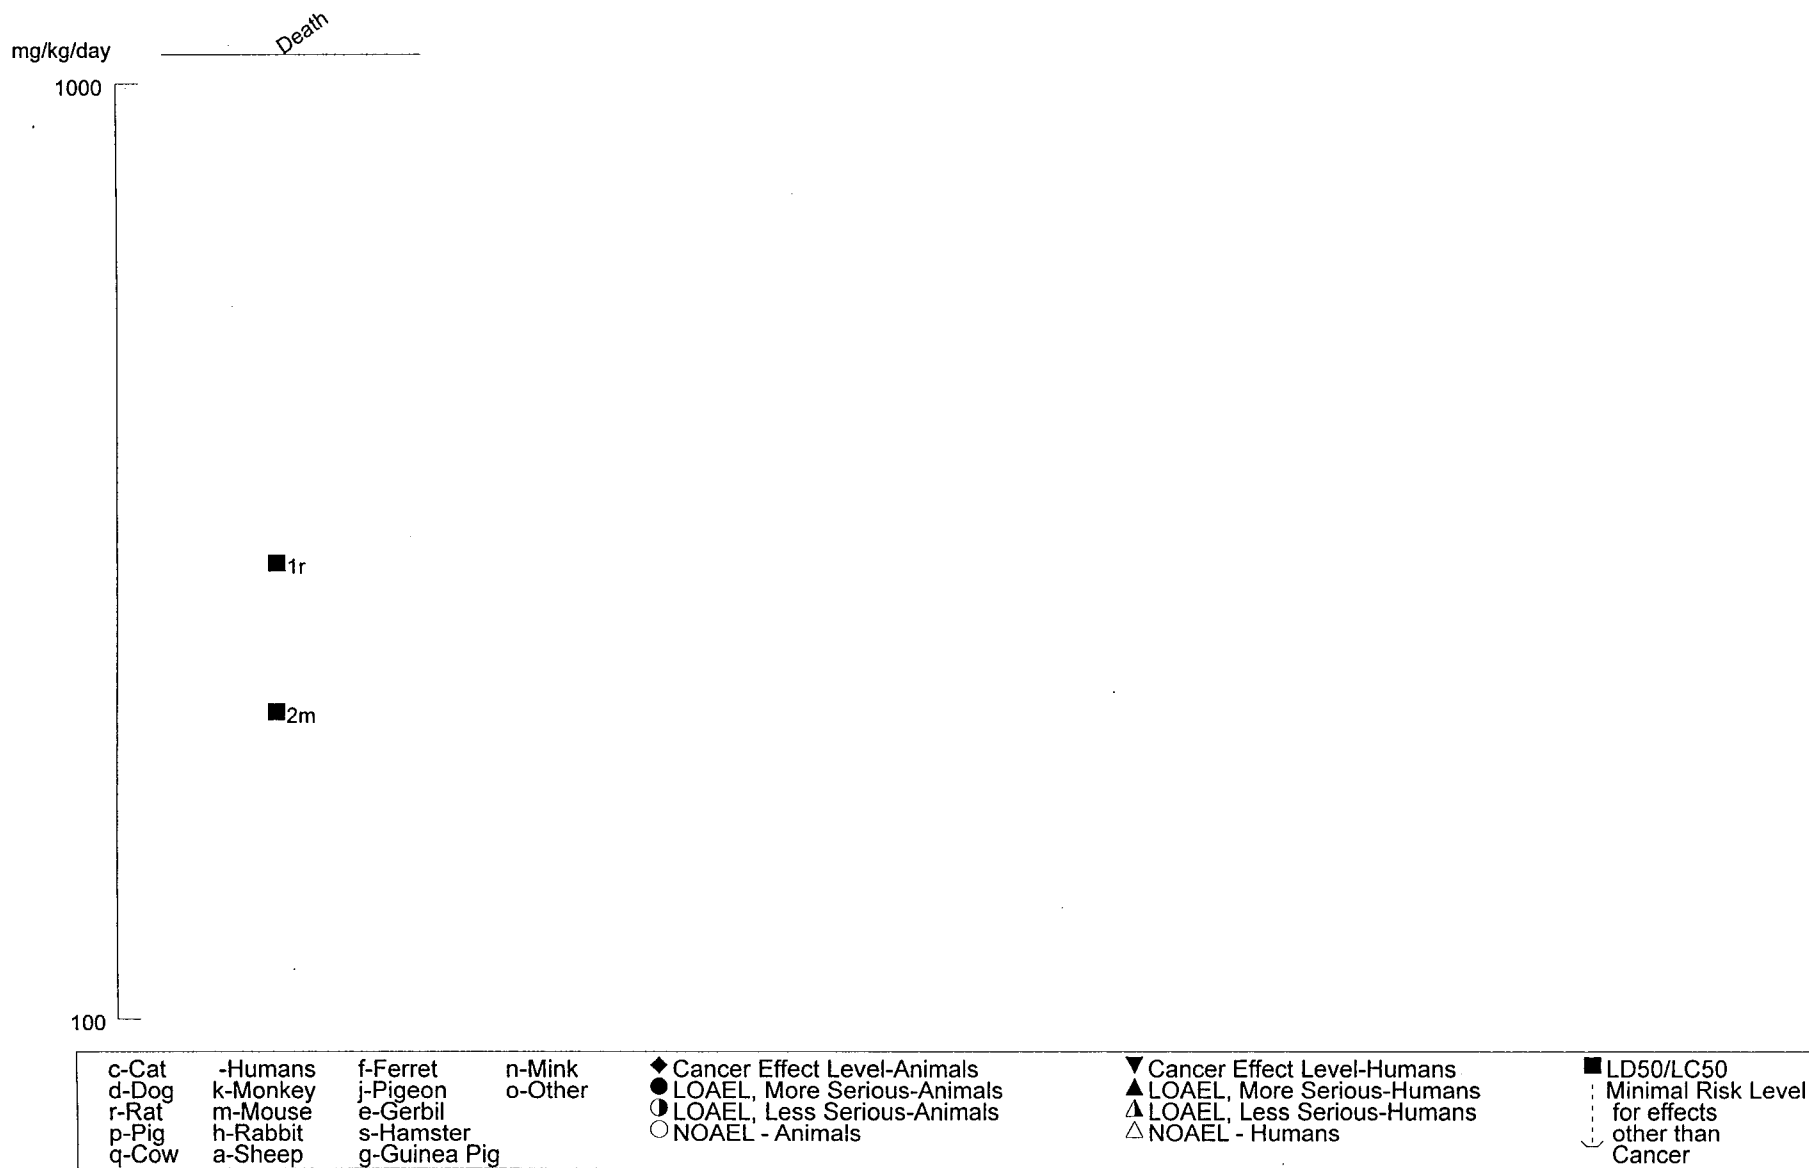 Death
mg/kg/day
1000
1r
2m
100
c-Cat -Humans f-Ferret n-Mink
d-Dog k-Monkey j-Pigeon o-Other
r-Rat m-Mouse e-Gerbil
p-Pig h-Rabbit s-Hamster
q-Cow a-Sheep g-Guinea Pig
Cancer Effect Level-Animals
LOAEL, More Serious-Animals
LOAEL, Less Serious-Animals
NOAEL - Animals
Cancer Effect Level-Humans
LOAEL, More Serious-Humans
LOAEL, Less Serious-Humans
NOAEL - Humans
LD50/LC50
Minimal Risk Level
for effects
other than
Cancer